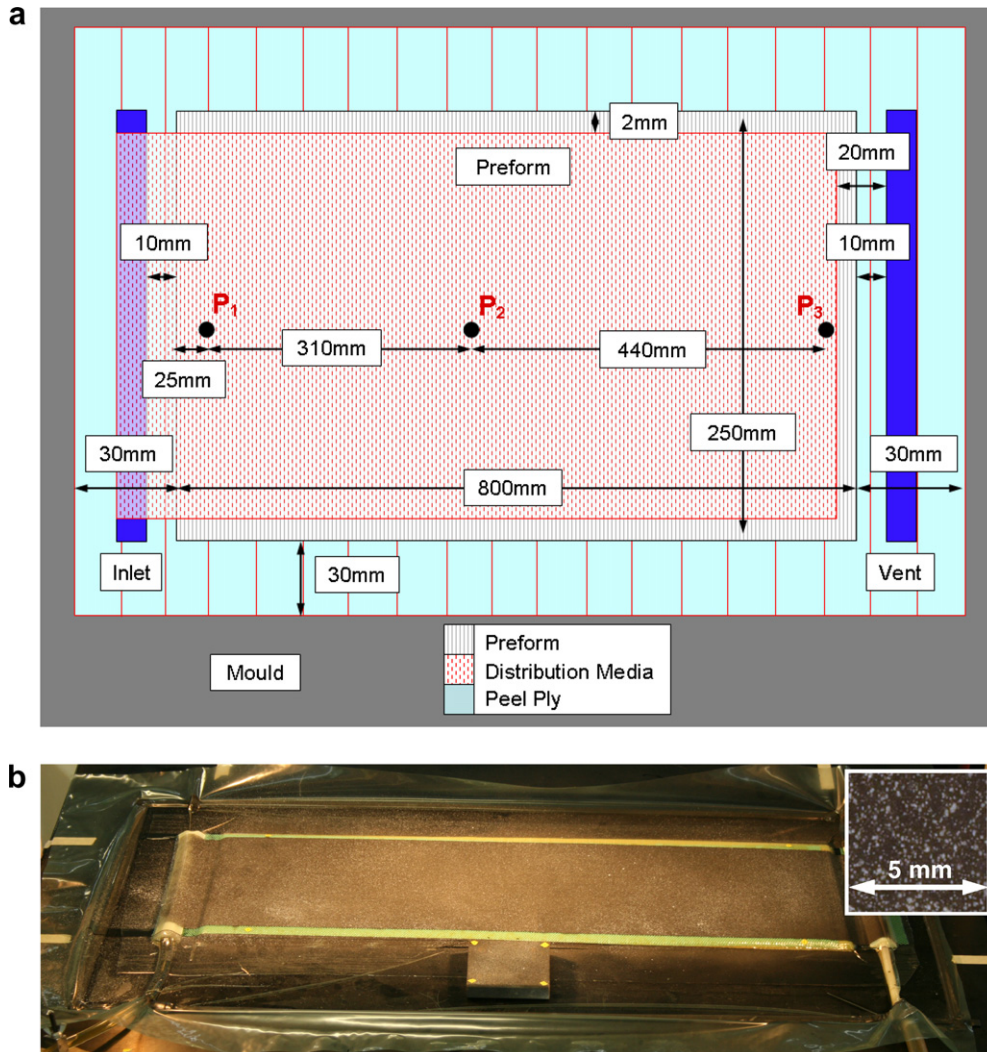 a
2mm
Preform
20mm
10mm
10mm
P1
P2
P3
310mm
440mm
25mm
250mm
30mm
30mm
800mm
Inlet
30mm
Vent
Preform
Mould
Distribution Media
Peel Ply
b
5 mm